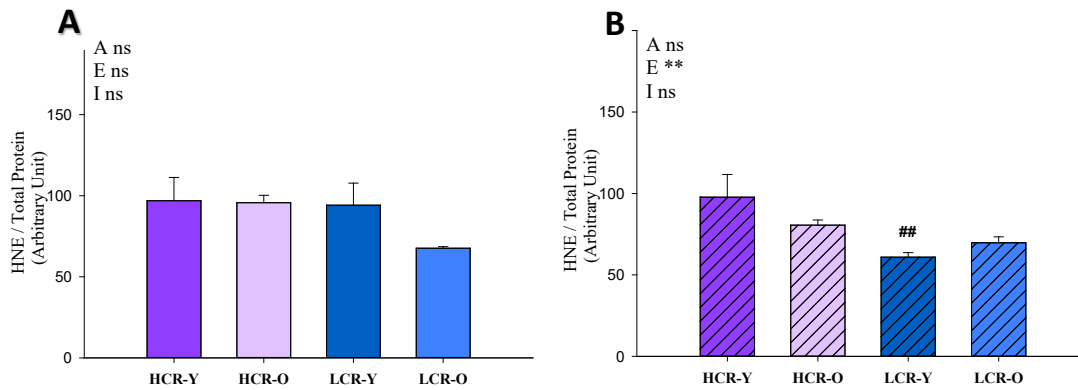 A
A ns
E ns
I ns
HNE / Total Protein
(Arbitrary Unit)
150
100
50
0
HCR-Y HCR-O LCR-Y LCR-O
B
A ns
E **
I ns
HNE / Total Protein
(Arbitrary Unit)
150
100
50
0
##
HCR-Y HCR-O LCR-Y LCR-O